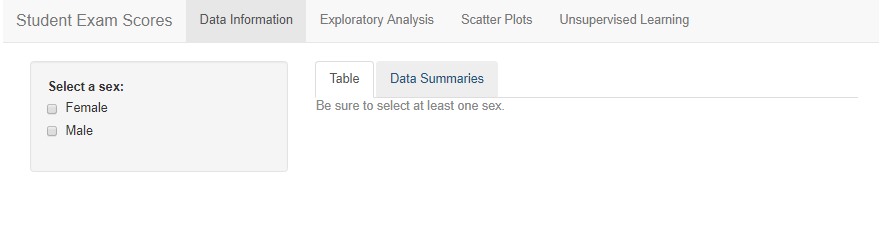 Student Exam Scores Data Information Exploratory Analysis Scatter Plots Unsupervised Learning
Select a sex:
Female
Male
Table Data Summaries
Be sure to select at least one sex.